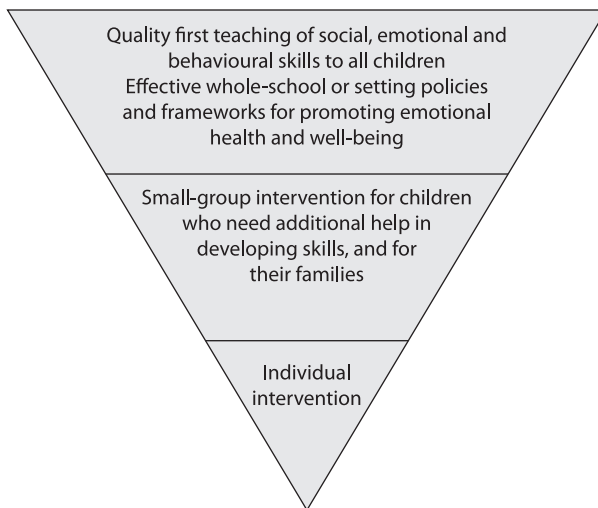 Quality first teaching of social, emotional and
behavioural skills to all children
Effective whole-school or setting policies
and frameworks for promoting emotional
health and well-being
Small-group intervention for children
who need additional help in
developing skills, and for
their families
Individual
intervention